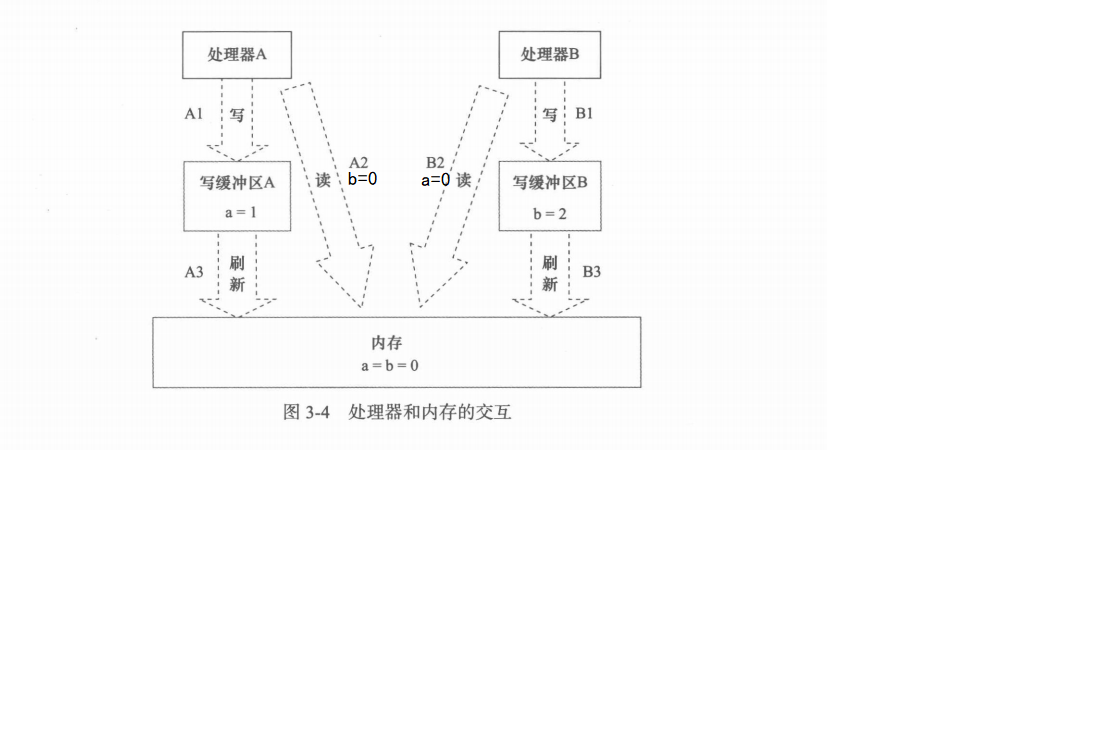 处理器A
处理器B
A1
写
写
B1
A2
b=0
读
B2
a=0
读
写缓冲区A
a = 1
写缓冲区B
b = 2
A3
刷新
刷新
B3
内存
a = b = 0
图 3-4 处理器和内存的交互